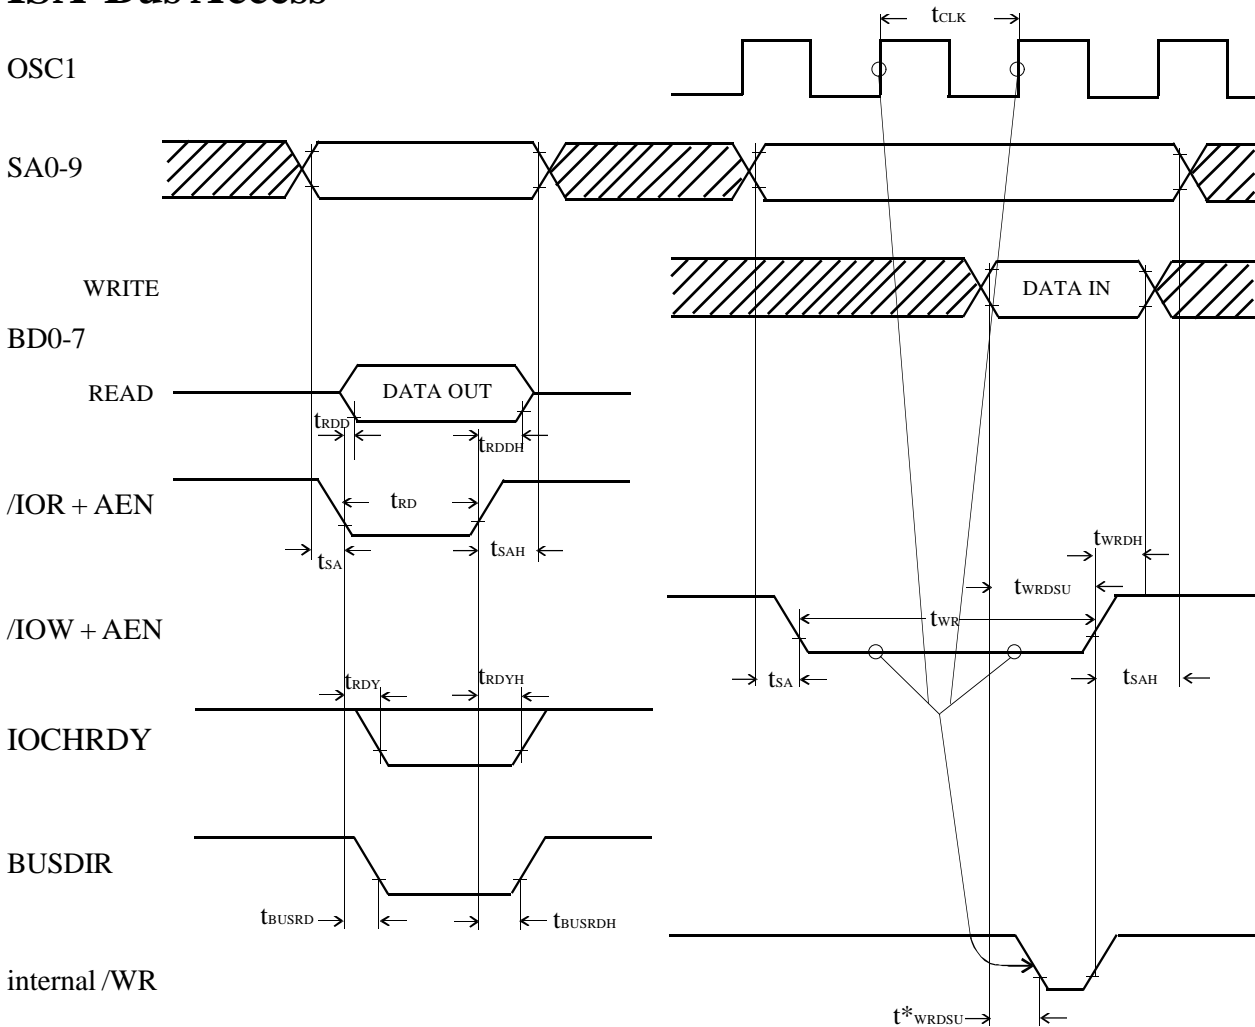 ISA Bus Access
tCLK
OSC1
SA0-9
WRITE
DATA IN
BD0-7
READ
DATA OUT
tRDD
tRDDH
/IOR + AEN
tRD
tSA
tSAH
tWRDH
tWRDSU
/IOW + AEN
tWR
tSA
tSAH
tRDY
tRDYH
IOCHRDY
BUSDIR
tBUSRD
tBUSRDH
internal /WR
t*WRDSU